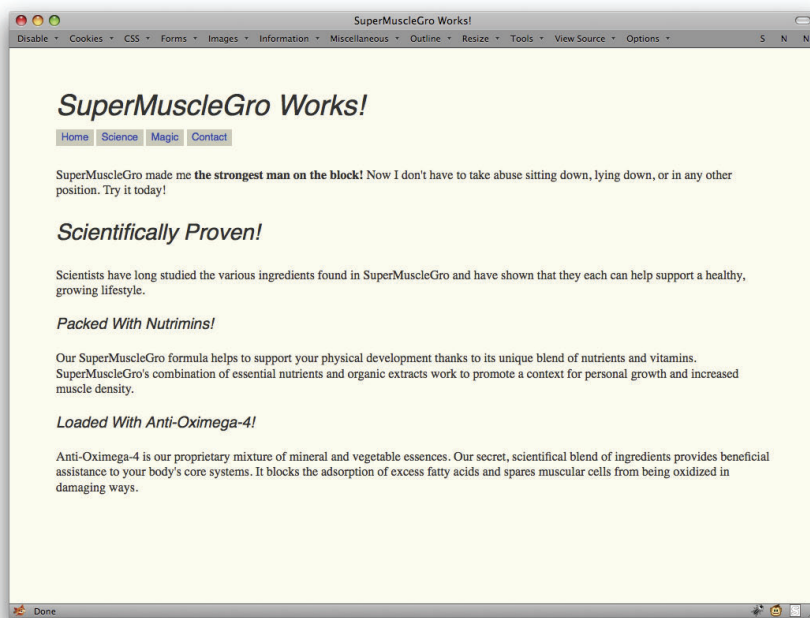 SuperMuscleGro Works!
Disable Cookies CSS Forms Images Information Miscellaneous Outline Resize Tools View Source Options S N N
SuperMuscleGro Works!
Home Science Magic Contact
SuperMuscleGro made me the strongest man on the block! Now I don't have to take abuse sitting down, lying down, or in any other
position. Try it today!
Scientifically Proven!
Scientists have long studied the various ingredients found in SuperMuscleGro and have shown that they each can help support a healthy,
growing lifestyle.
Packed With Nutrimins!
Our SuperMuscleGro formula helps to support your physical development thanks to its unique blend of nutrients and vitamins.
SuperMuscleGro's combination of essential nutrients and organic extracts work to promote a context for personal growth and increased
muscle density.
Loaded With Anti-Oximega-4!
Anti-Oximega-4 is our proprietary mixture of mineral and vegetable essences. Our secret, scientifical blend of ingredients provides beneficial
assistance to your body's core systems. It blocks the adsorption of excess fatty acids and spares muscular cells from being oxidized in
damaging ways.
Done